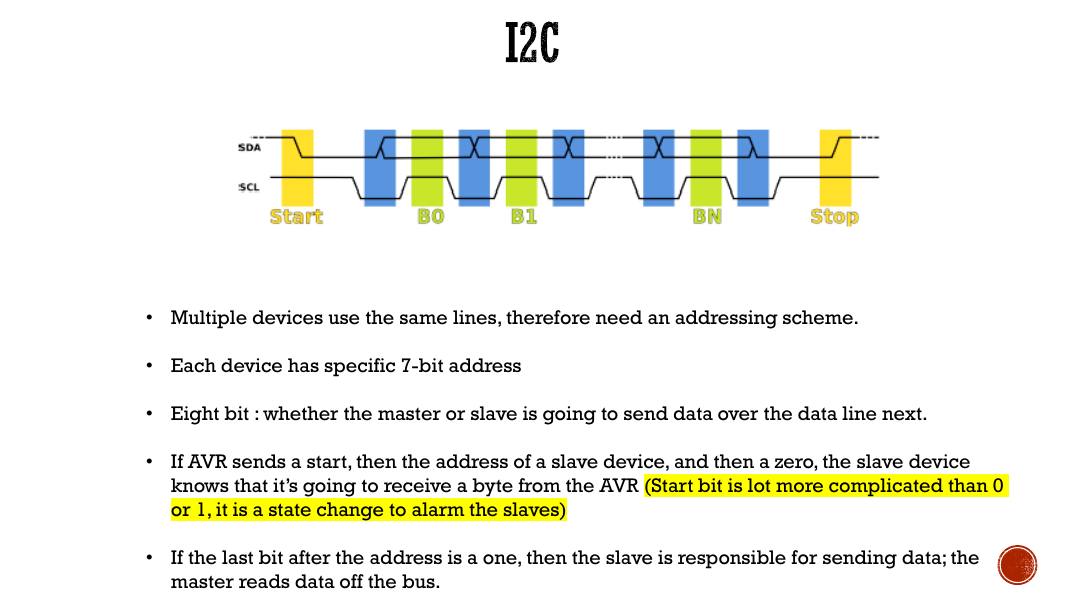 I2C
SDA
SCL
Start B0 B1 BN Stop
• Multiple devices use the same lines, therefore need an addressing scheme.
• Each device has specific 7-bit address
• Eight bit : whether the master or slave is going to send data over the data line next.
• If AVR sends a start, then the address of a slave device, and then a zero, the slave device
knows that it’s going to receive a byte from the AVR (Start bit is lot more complicated than 0
or 1, it is a state change to alarm the slaves)
• If the last bit after the address is a one, then the slave is responsible for sending data; the
master reads data off the bus.